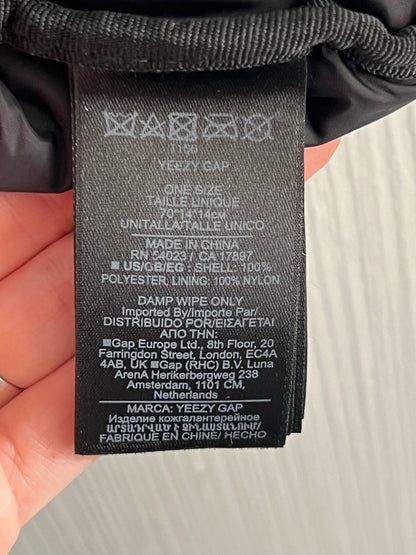 YEEZY GAP
ONE SIZE
TAILLE UNIQUE
70*14*14CM
UNITALLA/TALLE UNICO
MADE IN CHINA
RN 54023 / CA 17897
US/GB/EG : SHELL: 100%
POLYESTER, LINING: 100% NYLON
DAMP WIPE ONLY
Imported By/Importe Par/
DISTRIBUIDO POR/ΕΙΣΑΓΕΤΑΙ
ΑΠΟ ΤΗΝ:
Gap Europe Ltd., 8th Floor, 20
Farringdon Street, London, EC4A
4AB, UK Gap (RHC) B.V. Luna
ArenA Herikerbergweg 238
Amsterdam, 1101 CM,
Netherlands
MARCA: YEEZY GAP
Изделие кожгалантерейное
ԱՐՏԱԴՐՎԱԾ Է ՉԻՆԱՍՏԱՆՈՒՄ/
FABRIQUE EN CHINE/ HECHO